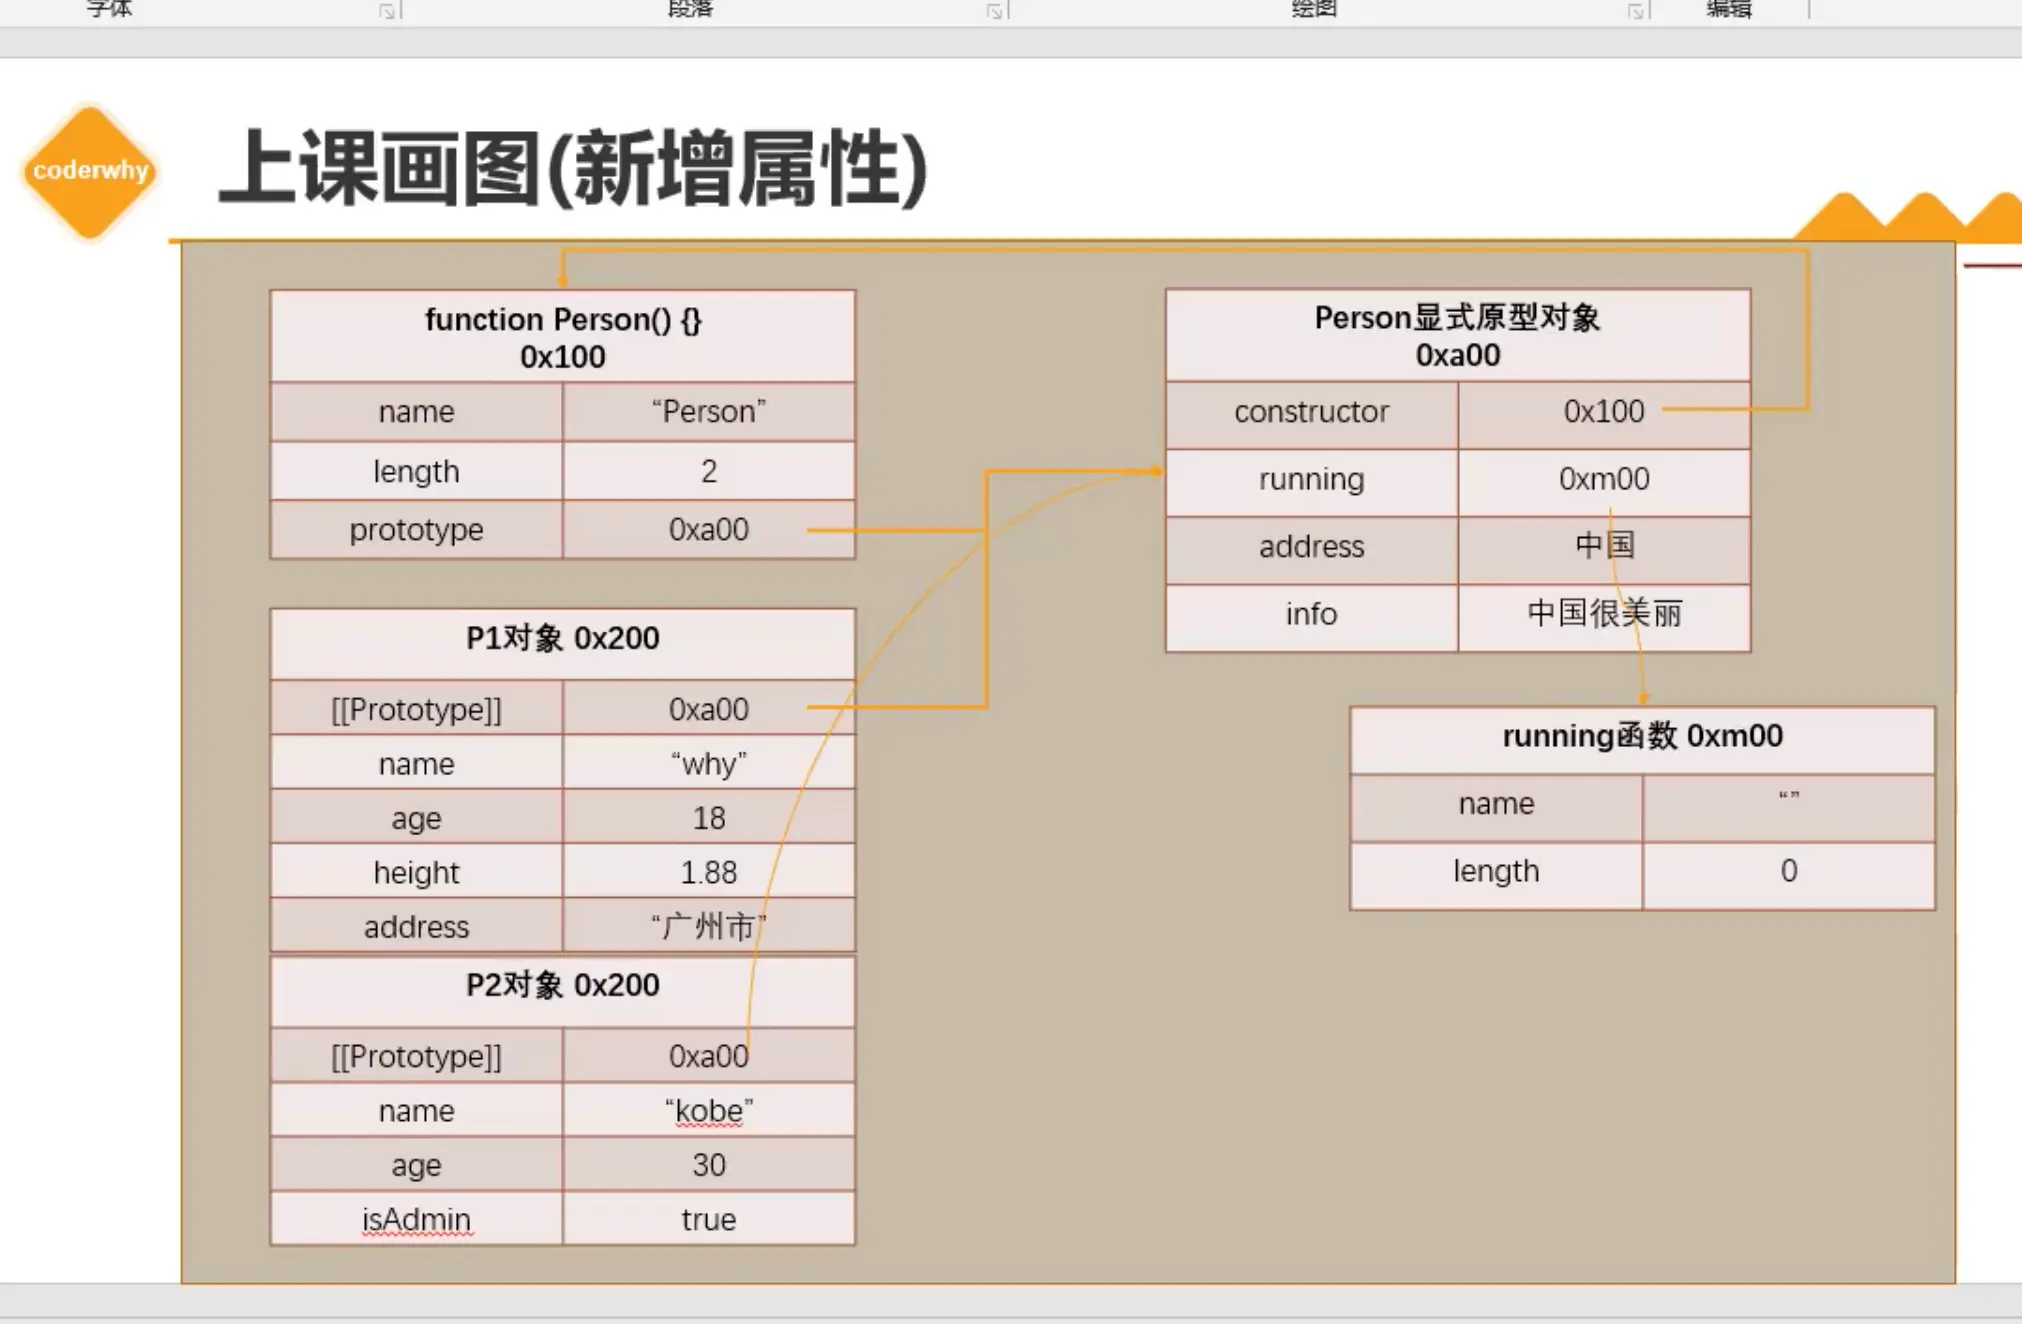 字体 段落 绘图 编辑
coderwhy
上课画图(新增属性)
function Person() {}
0x100
name “Person”
length 2
prototype 0xa00
Person显式原型对象
0xa00
constructor 0x100
running 0xm00
address 中国
info 中国很美丽
P1对象 0x200
[[Prototype]] 0xa00
name “why”
age 18
height 1.88
address “广州市”
running函数 0xm00
name “”
length 0
P2对象 0x200
[[Prototype]] 0xa00
name “kobe”
age 30
isAdmin true